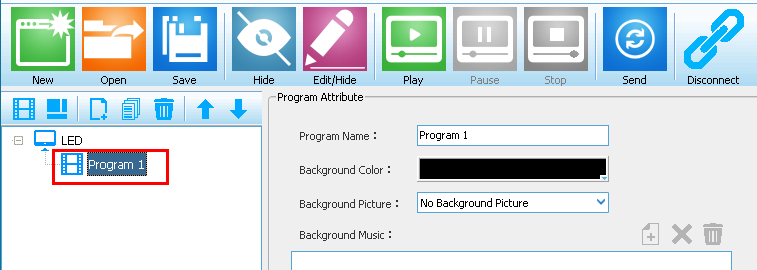 New Open Save Hide Edit/Hide Play Pause Stop Send Disconnect
Program Attribute
LED
Program 1
Program Name : Program 1
Background Color :
Background Picture : No Background Picture
Background Music :